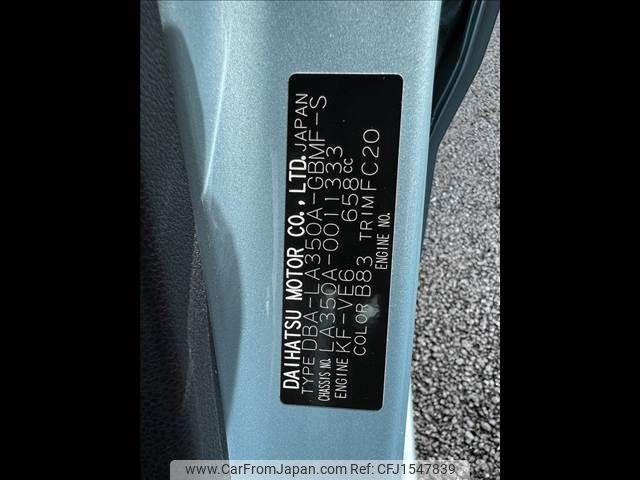 DAIHATSU MOTOR CO., LTD. JAPAN
TYPE DBA-LA350A-GBMF-S
CHASSIS NO. LA350A-0011333
ENGINE KF-VE6 658cc
COLOR B83 TRIM FC20
ENGINE NO.
www.CarFromJapan.com - CFJ1547839